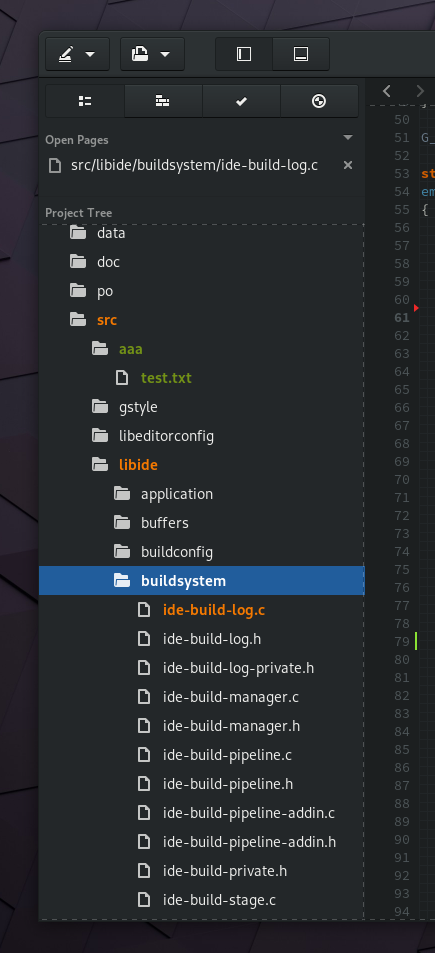 Open Pages
src/libide/buildsystem/ide-build-log.c
Project Tree
data
doc
po
src
aaa
test.txt
gstyle
libeditorconfig
libide
application
buffers
buildconfig
buildsystem
ide-build-log.c
ide-build-log.h
ide-build-log-private.h
ide-build-manager.c
ide-build-manager.h
ide-build-pipeline.c
ide-build-pipeline.h
ide-build-pipeline-addin.c
ide-build-pipeline-addin.h
ide-build-private.h
ide-build-stage.c
50
51 G_
52
53 st
54 em
55 {
56
57
58
59
60
61
62
63
64
65
66
67
68
69
70
71
72
73
74
75
76
77
78
79
80
81
82
83
84
85
86
87
88
89
90
91
92
93
94